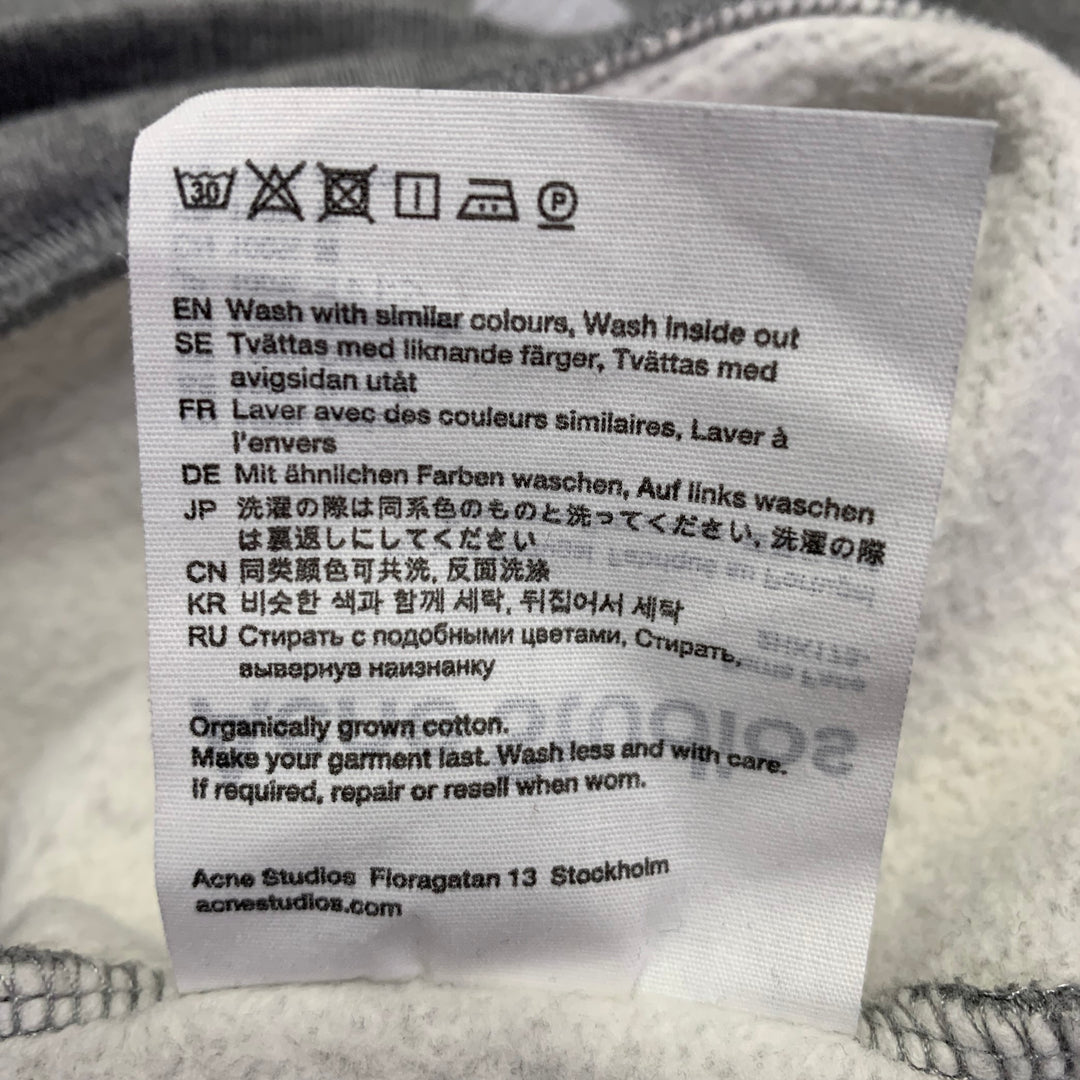 30 P
EN Wash with similar colours, Wash inside out
SE Tvättas med liknande färger, Tvättas med
avigsidan utåt
FR Laver avec des couleurs similaires, Laver à
l'envers
DE Mit ähnlichen Farben waschen, Auf links waschen
JP 洗濯の際は同系色のものと洗ってください, 洗濯の際
は裏返しにしてください
CN 同类颜色可共洗, 反面洗涤
KR 비슷한 색과 함께 세탁, 뒤집어서 세탁
RU Стирать с подобными цветами, Стирать,
вывернув наизнанку
Organically grown cotton.
Make your garment last. Wash less and with care.
If required, repair or resell when worn.
Acne Studios Floragatan 13 Stockholm
acnestudios.com